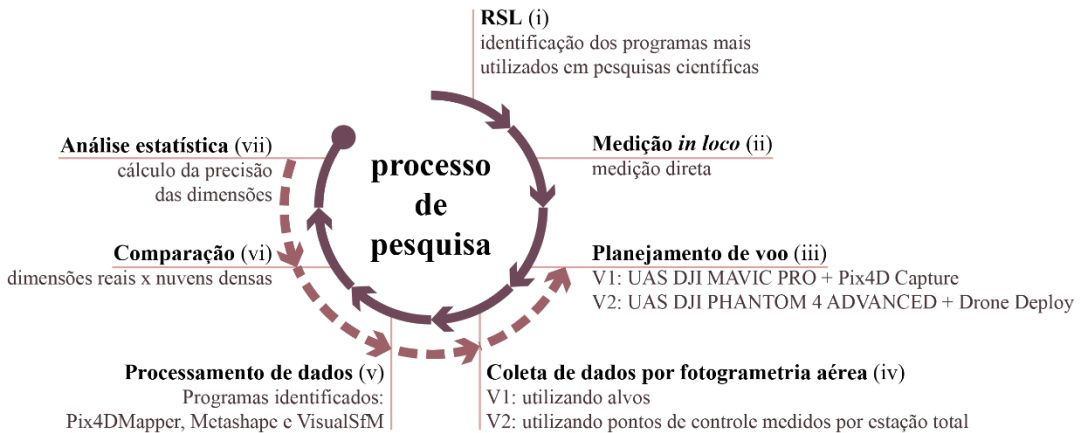 RSL (i)
identificação dos programas mais
utilizados em pesquisas científicas
Medição in loco (ii)
medição direta
Planejamento de voo (iii)
V1: UAS DJI MAVIC PRO + Pix4D Capture
V2: UAS DJI PHANTOM 4 ADVANCED + Drone Deploy
Coleta de dados por fotogrametria aérea (iv)
V1: utilizando alvos
V2: utilizando pontos de controle medidos por estação total
Processamento de dados (v)
Programas identificados:
Pix4DMapper, Metashape e VisualSfM
Comparação (vi)
dimensões reais x nuvens densas
Análise estatística (vii)
cálculo da precisão
das dimensões
processo
de
pesquisa